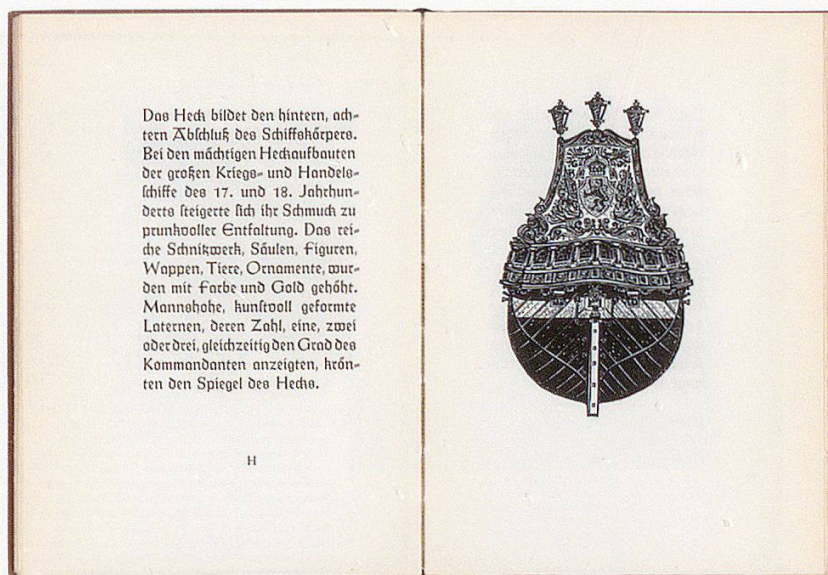 Das Heck bildet den hintern, ach-
tern Abschluß des Schiffskörpers.
Bei den mächtigen Heckaufbauten
der großen Kriegs- und Handels-
schiffe des 17. und 18. Jahrhun-
derts steigerte sich ihr Schmuck zu
prunkvoller Entfaltung. Das rei-
che Schnitzwerk, Säulen, Figuren,
Wappen, Tiere, Ornamente, wur-
den mit Farbe und Gold gehöht.
Mannshohe, kunstvoll geformte
Laternen, deren Zahl, eine, zwei
oder drei, gleichzeitig den Grad des
Kommandanten anzeigten, krön-
ten den Spiegel des Hecks.
H